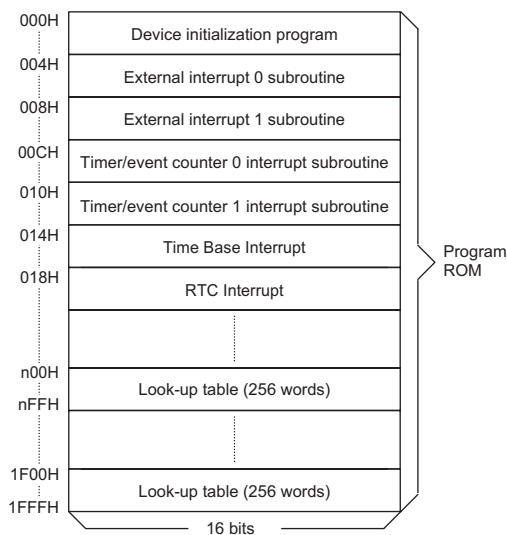 000H
Device initialization program
004H
External interrupt 0 subroutine
008H
External interrupt 1 subroutine
00CH
Timer/event counter 0 interrupt subroutine
010H
Timer/event counter 1 interrupt subroutine
014H
Time Base Interrupt
018H
RTC Interrupt
Program
ROM
n00H
Look-up table (256 words)
nFFH
1F00H
Look-up table (256 words)
1FFFH
16 bits